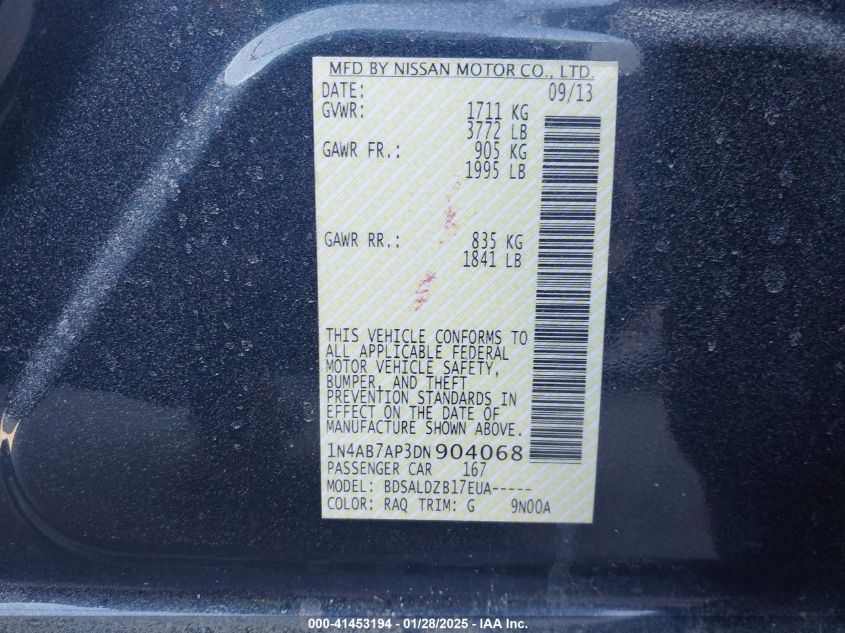 MFD BY NISSAN MOTOR CO., LTD.
DATE: 09/13
GVWR: 1711 KG
3772 LB
GAWR FR.: 905 KG
1995 LB
GAWR RR.: 835 KG
1841 LB
THIS VEHICLE CONFORMS TO
ALL APPLICABLE FEDERAL
MOTOR VEHICLE SAFETY,
BUMPER, AND THEFT
PREVENTION STANDARDS IN
EFFECT ON THE DATE OF
MANUFACTURE SHOWN ABOVE.
1N4AB7AP3DN904068
PASSENGER CAR 167
MODEL: BDSALDZB17EUA-----
COLOR: RAQ TRIM: G 9N00A
000-41453194 - 01/28/2025 - IAA Inc.